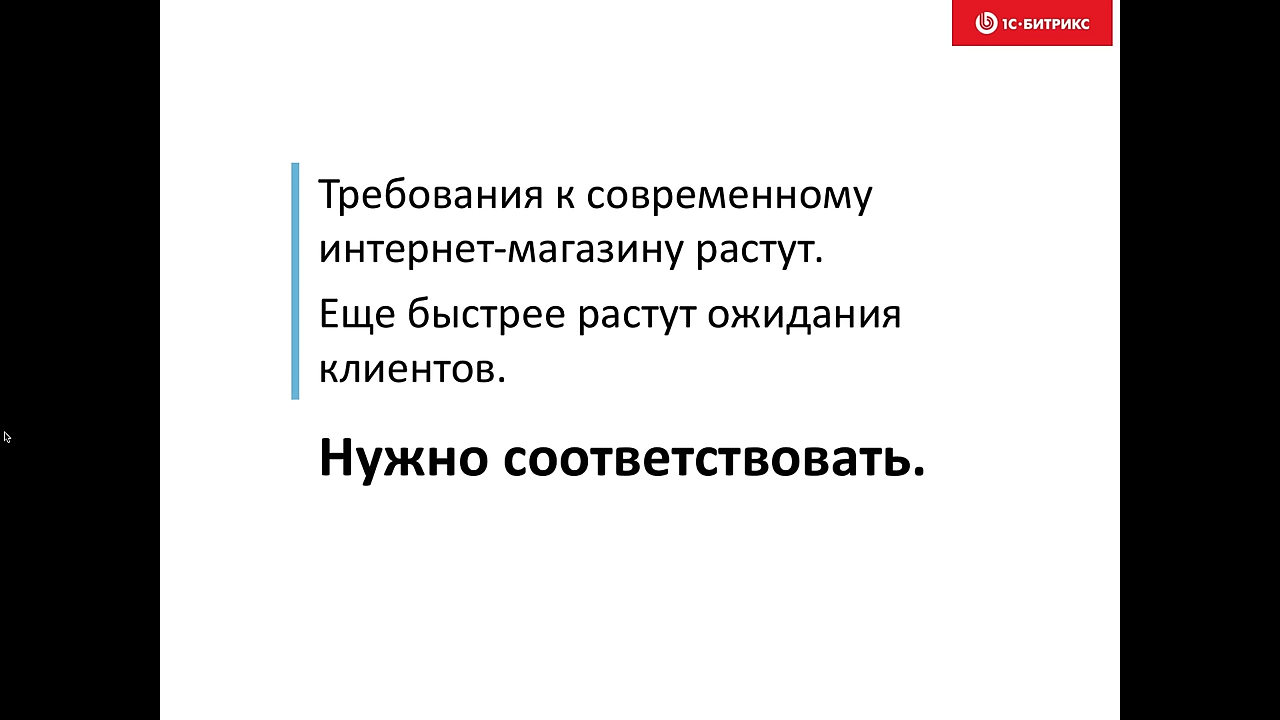 1С·БИТРИКС
Требования к современному
интернет-магазину растут.
Еще быстрее растут ожидания
клиентов.
Нужно соответствовать.